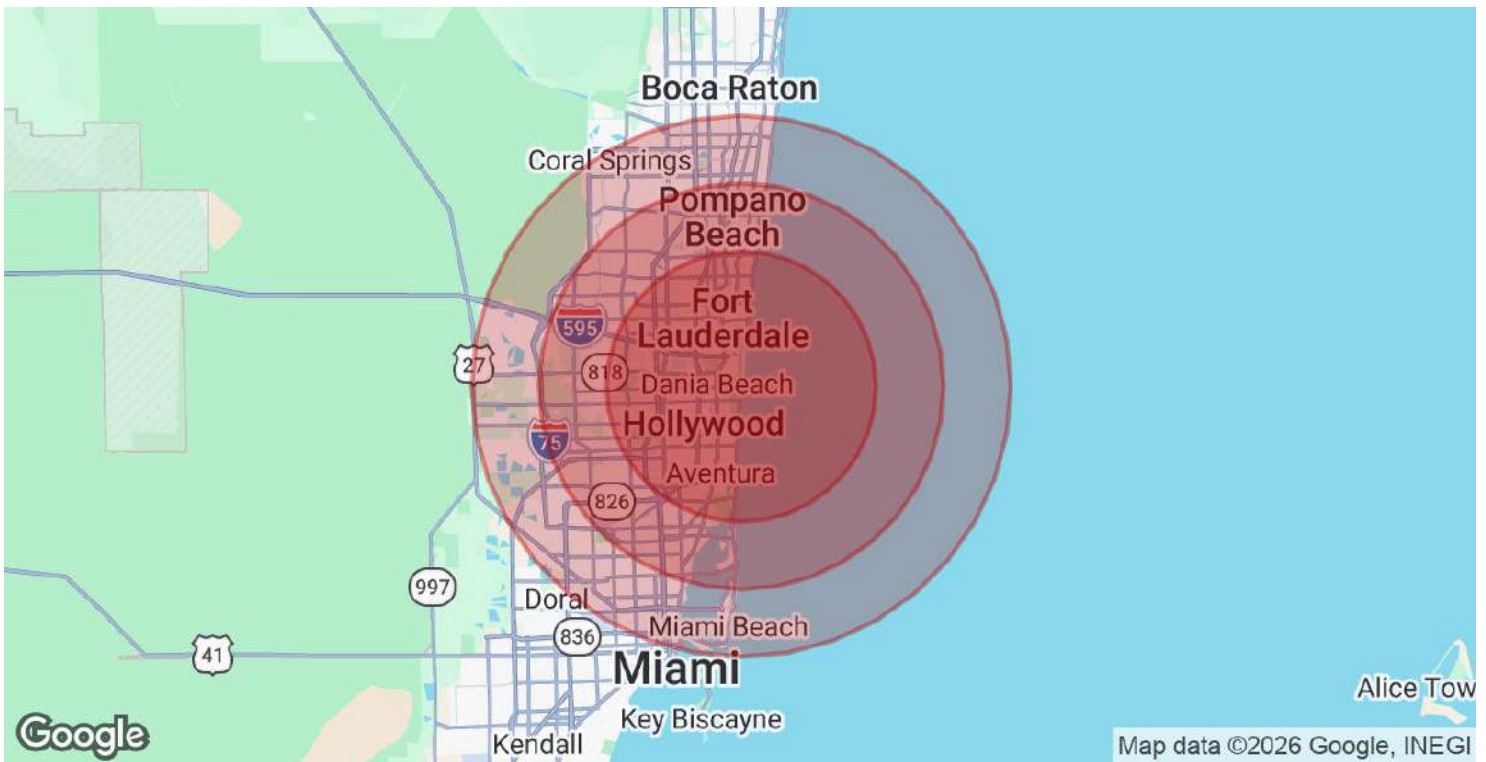 Boca Raton
Coral Springs
Pompano
Beach
Fort
595
Lauderdale
27
818
Dania Beach
Hollywood
75
Aventura
826
997
Doral
836
Miami Beach
41
Miami
Alice Tow
Key Biscayne
Google
Kendall
Map data ©2026 Google, INEGI